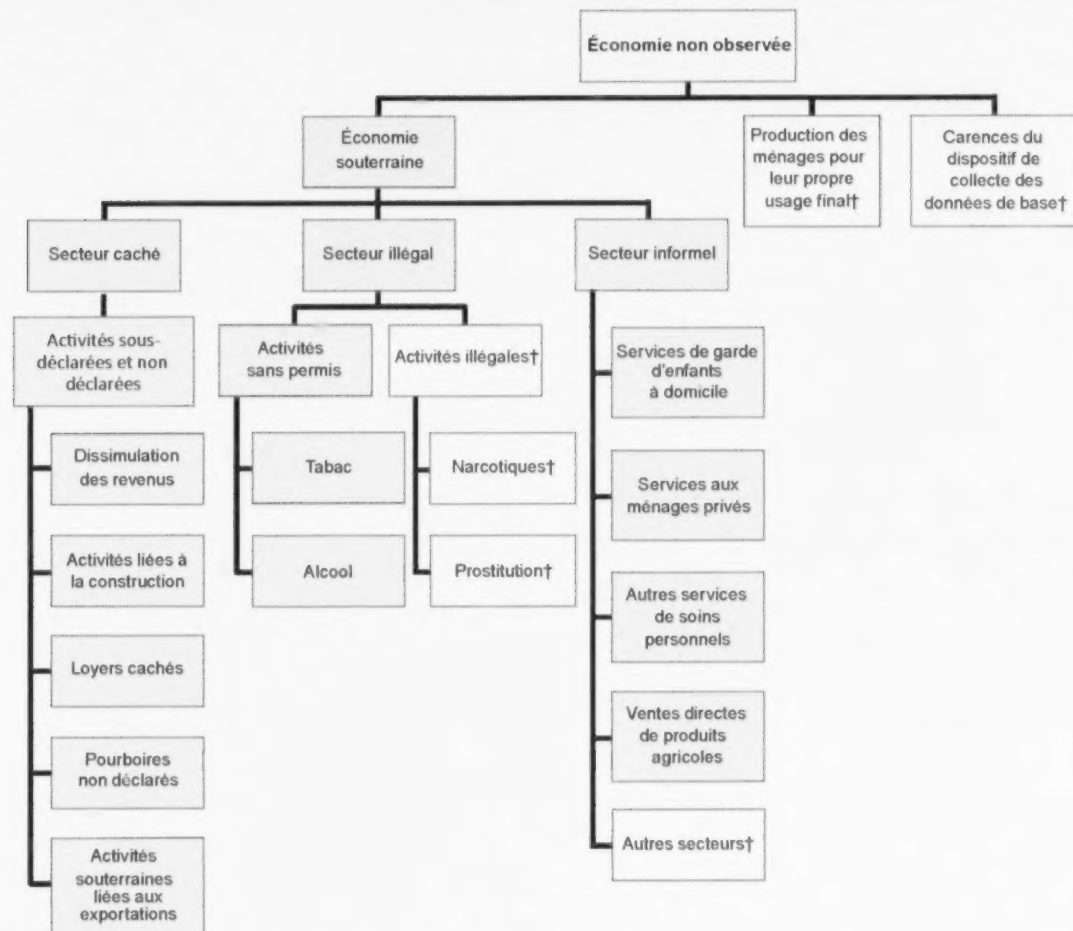 Économie non observée
Économie
souterraine
Production des
ménages pour
leur propre
usage final†
Carences du
dispositif de
collecte des
données de base†
Secteur caché
Secteur illégal
Secteur informel
Activités sous-
déclarées et non
déclarées
Dissimulation
des revenus
Activités liées à
la construction
Loyers cachés
Pourboires
non déclarés
Activités
souterraines
liées aux
exportations
Activités
sans permis
Tabac
Alcool
Activités illégales†
Narcotiques†
Prostitution†
Services de garde
d'enfants
à domicile
Services aux
ménages privés
Autres services
de soins
personnels
Ventes directes
de produits
agricoles
Autres secteurs†